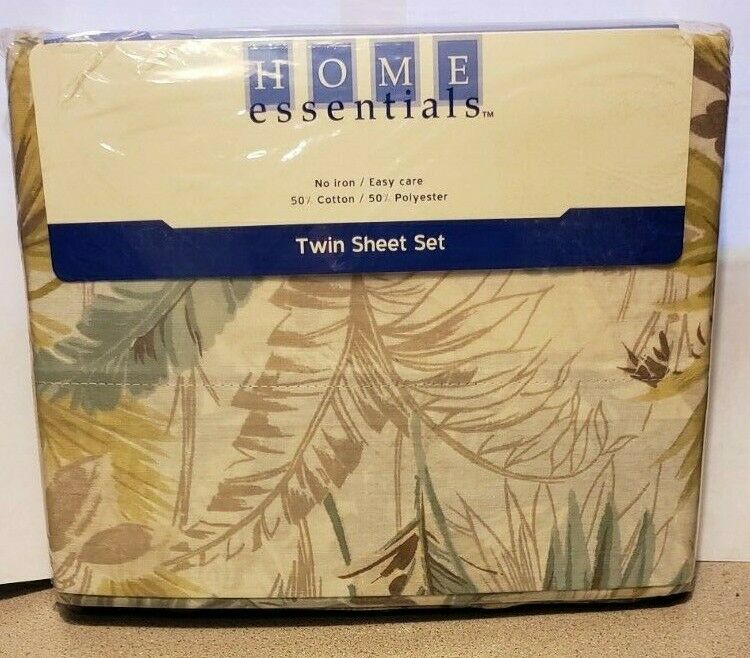 HOME
essentials™
No iron / Easy care
50% Cotton / 50% Polyester
Twin Sheet Set